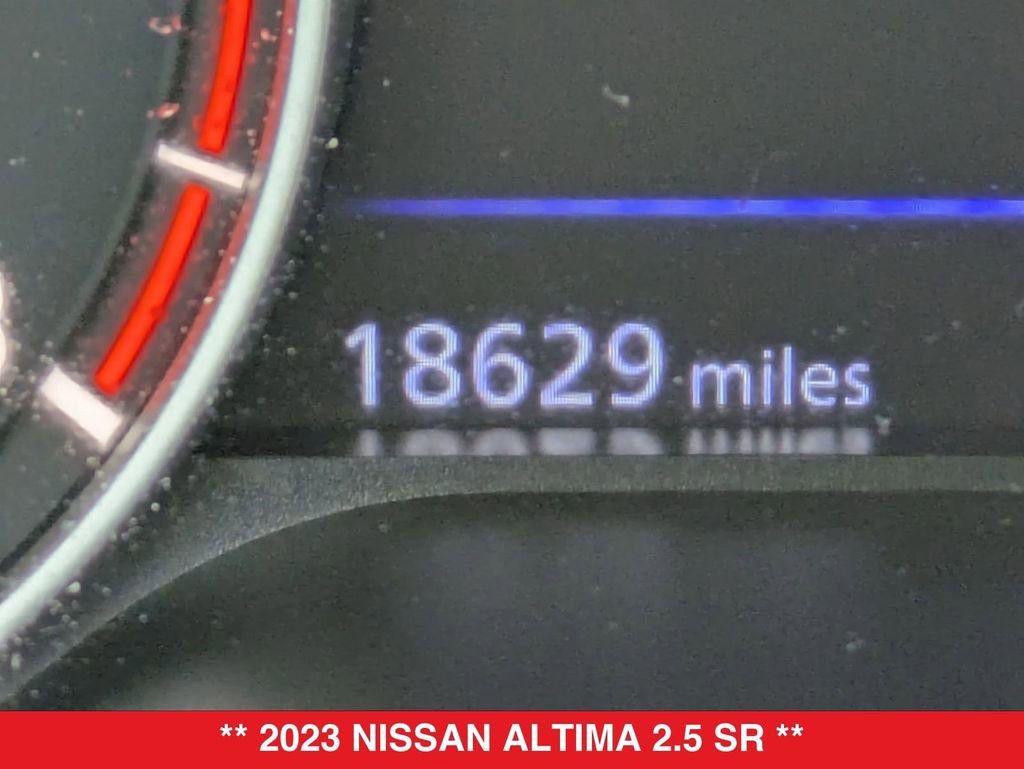 18629 miles
** 2023 NISSAN ALTIMA 2.5 SR **